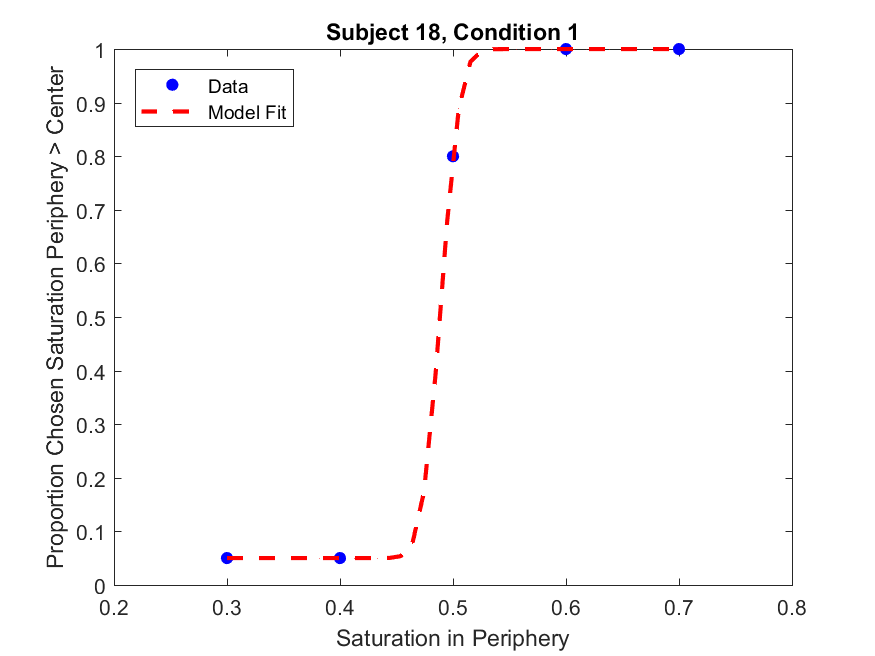 Subject 18, Condition 1
Data
Model Fit
Proportion Chosen Saturation Periphery > Center
1
0.9
0.8
0.7
0.6
0.5
0.4
0.3
0.2
0.1
0
0.2 0.3 0.4 0.5 0.6 0.7 0.8
Saturation in Periphery